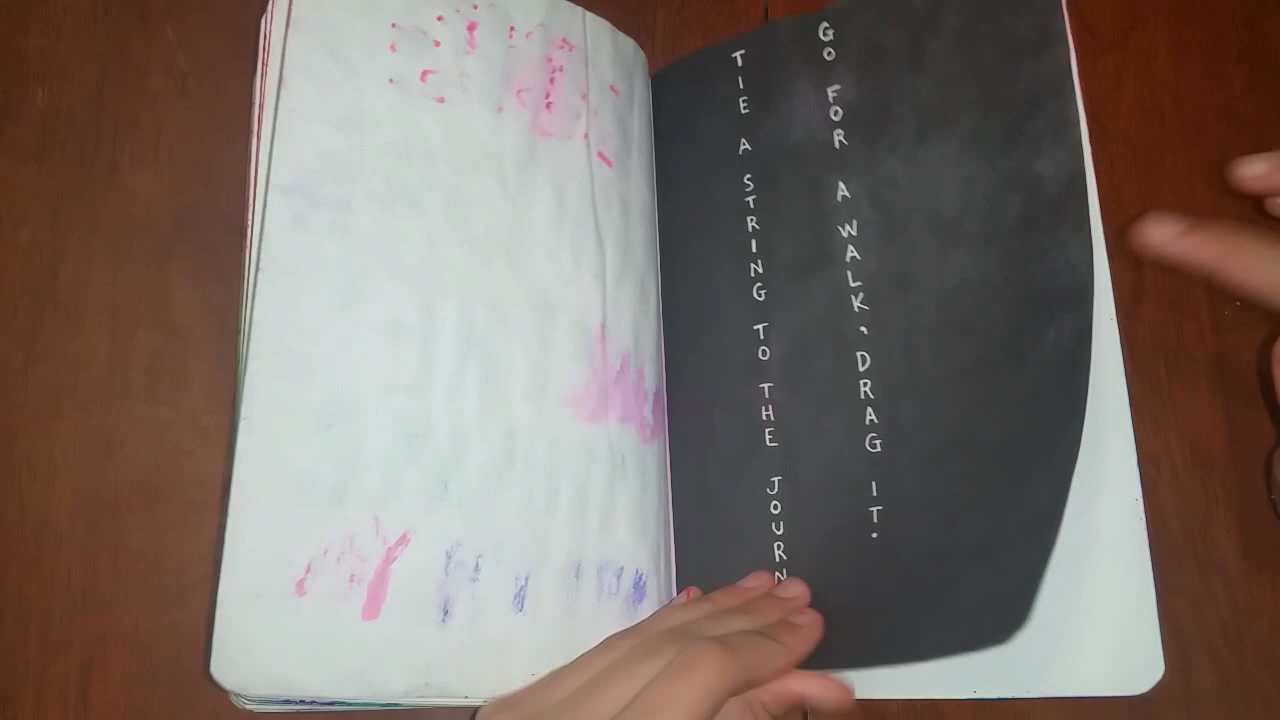 TIE A STRING TO THE JOURN
GO FOR A WALK, DRAG IT.